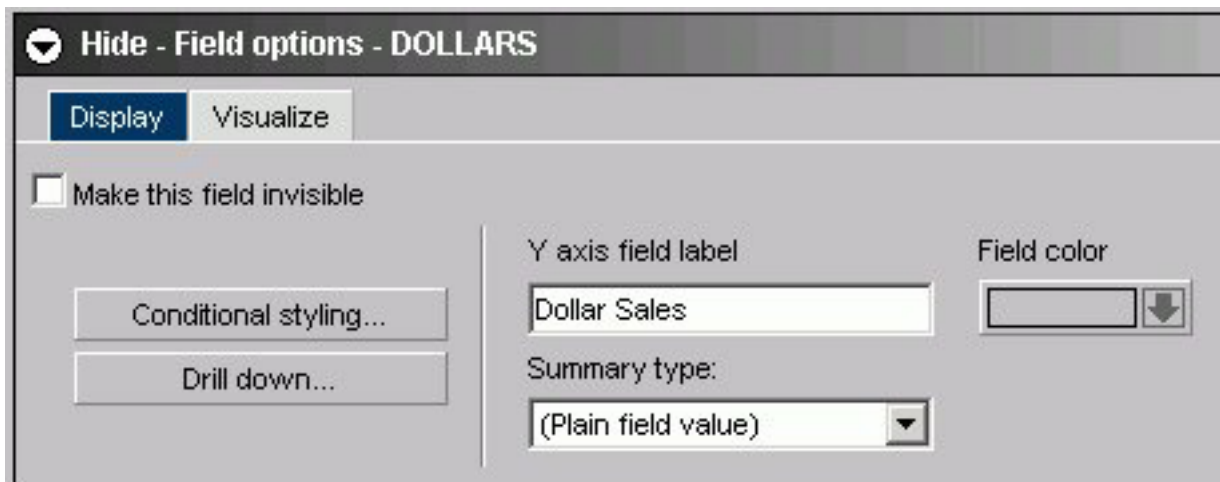 Hide - Field options - DOLLARS
Display Visualize
Make this field invisible
Y axis field label Field color
Conditional styling... Dollar Sales
Drill down... Summary type:
(Plain field value)